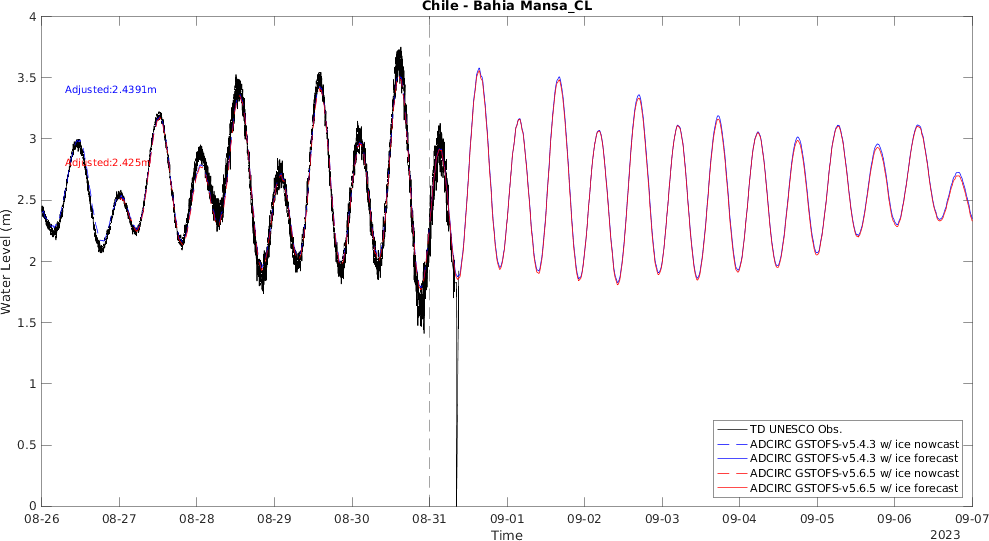 Chile - Bahia Mansa_CL
4
3.5
3
2.5
2
1.5
1
0.5
0
Water Level (m)
Adjusted:2.4391m
Adjusted:2.425m
TD UNESCO Obs.
ADCIRC GSTOFS-v5.4.3 w/ ice nowcast
ADCIRC GSTOFS-v5.4.3 w/ ice forecast
ADCIRC GSTOFS-v5.6.5 w/ ice nowcast
ADCIRC GSTOFS-v5.6.5 w/ ice forecast
08-26 08-27 08-28 08-29 08-30 08-31 09-01 09-02 09-03 09-04 09-05 09-06 09-07
Time
2023